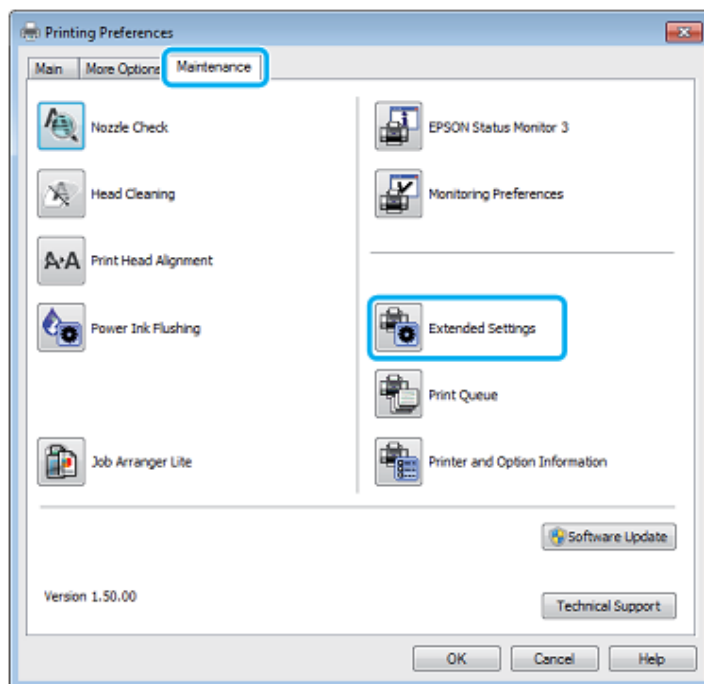 Printing Preferences
Main More Options Maintenance
Nozzle Check
EPSON Status Monitor 3
Head Cleaning
Monitoring Preferences
A·A Print Head Alignment
Power Ink Flushing
Extended Settings
Print Queue
Job Arranger Lite
Printer and Option Information
Software Update
Version 1.50.00
Technical Support
OK Cancel Help